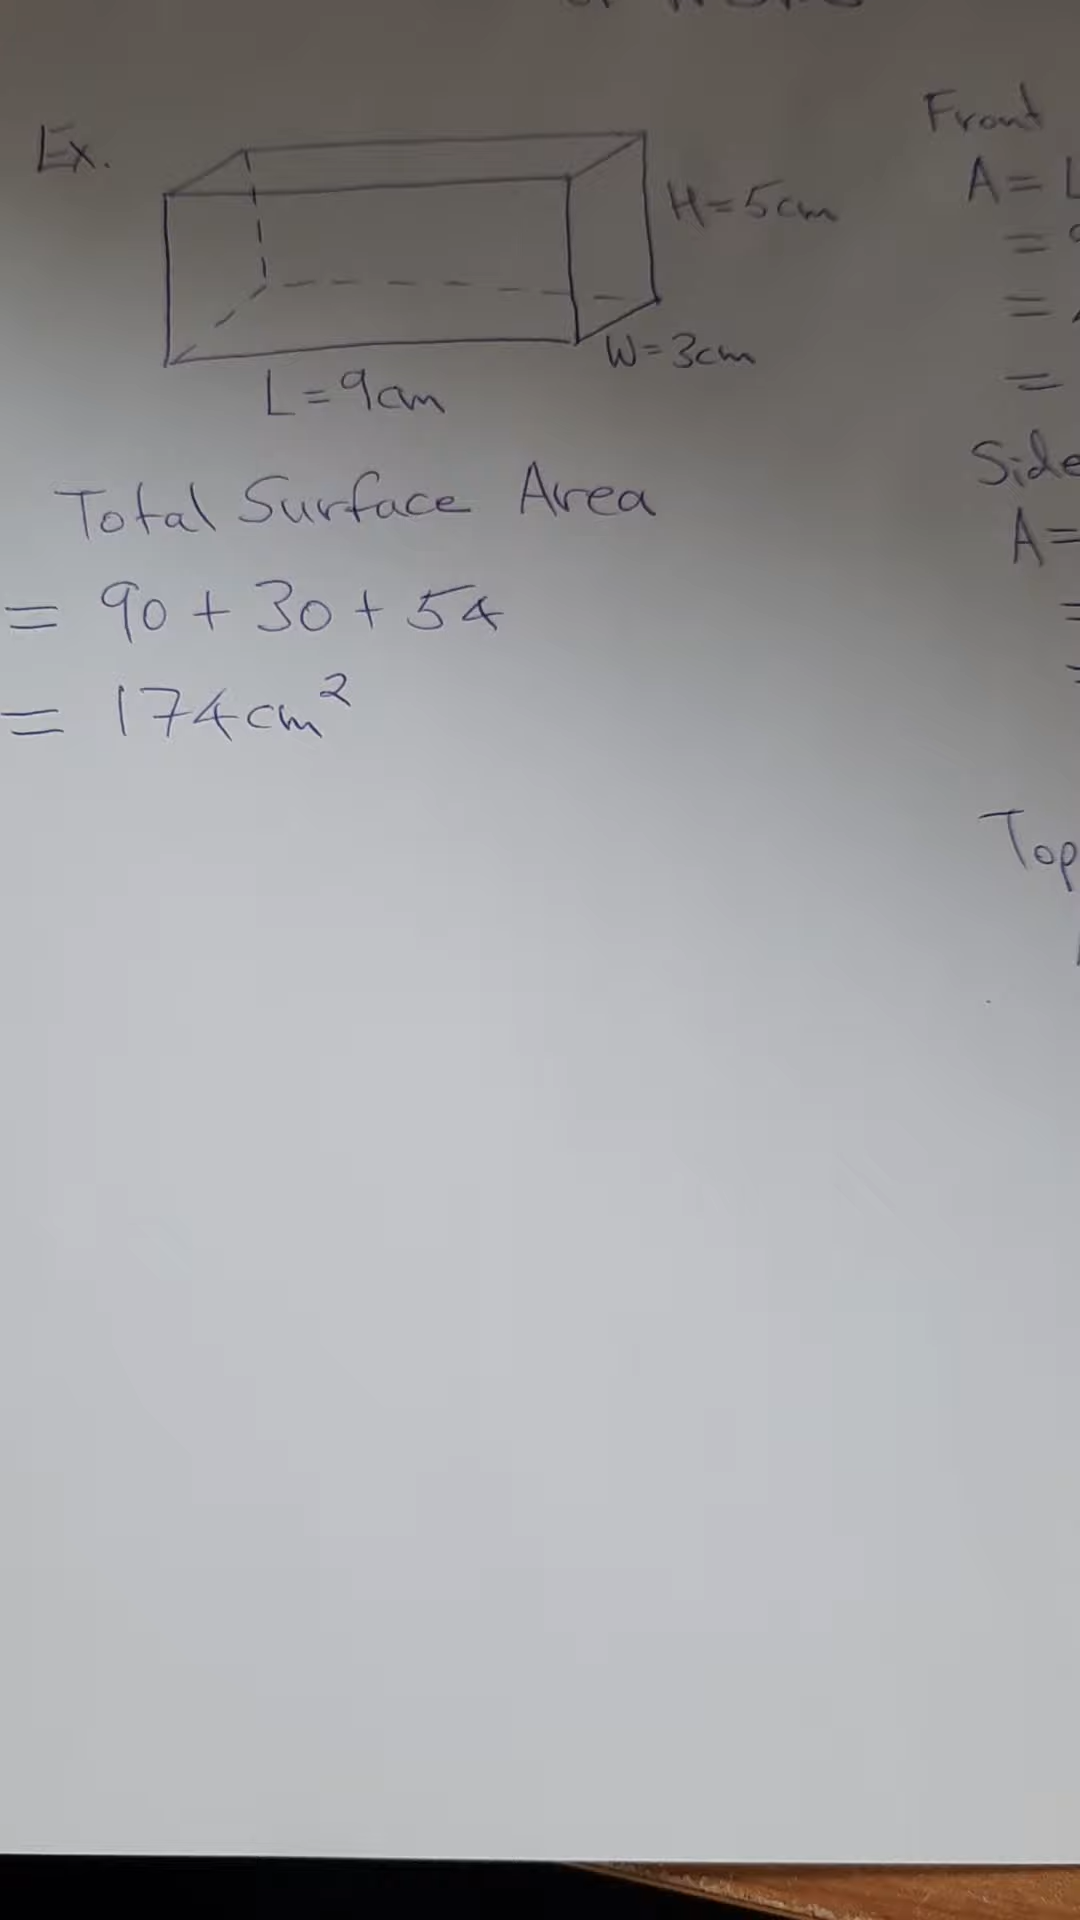 Ex.
H=5cm
W=3cm
L=9cm
Total Surface Area
= 90 + 30 + 54
= 174cm²
Front
A= L
=
=
=
Side
A=
=
=
Top